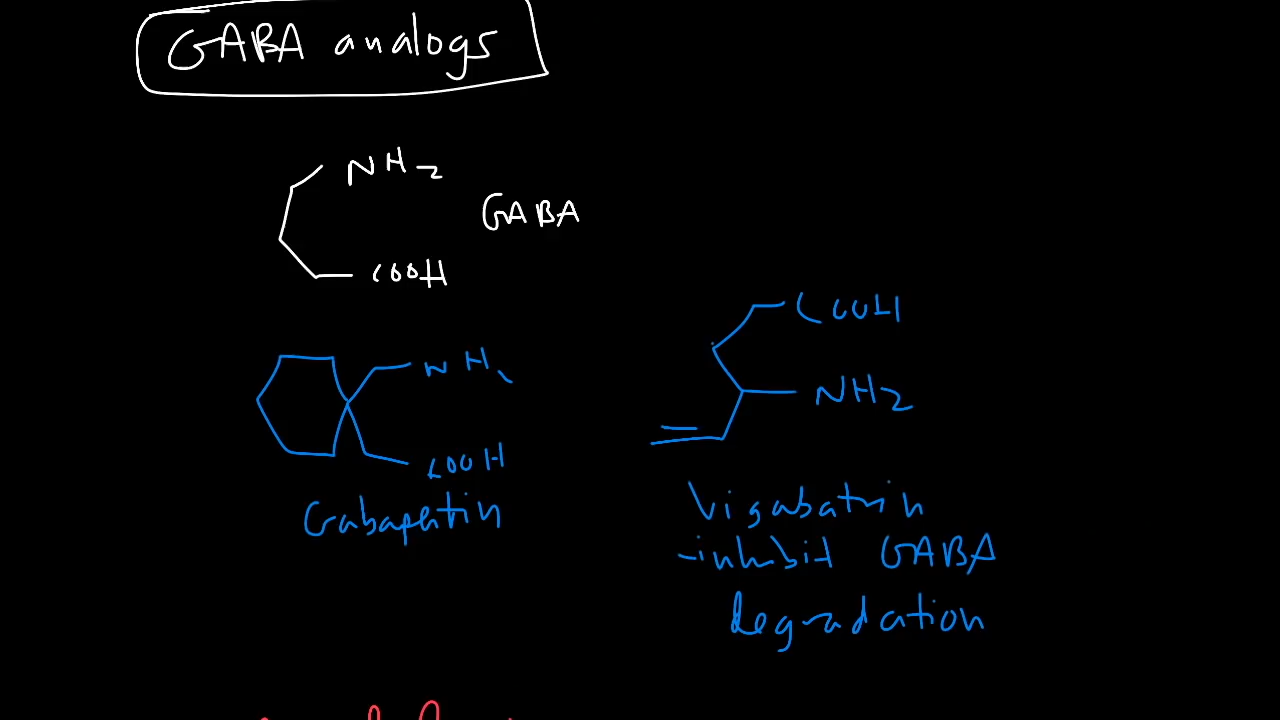 GABA analogs
NH2
GABA
COOH
COOH
NH2
NH2
COOH
Gabapentin
Vigabatrin
-inhibit GABA
degradation